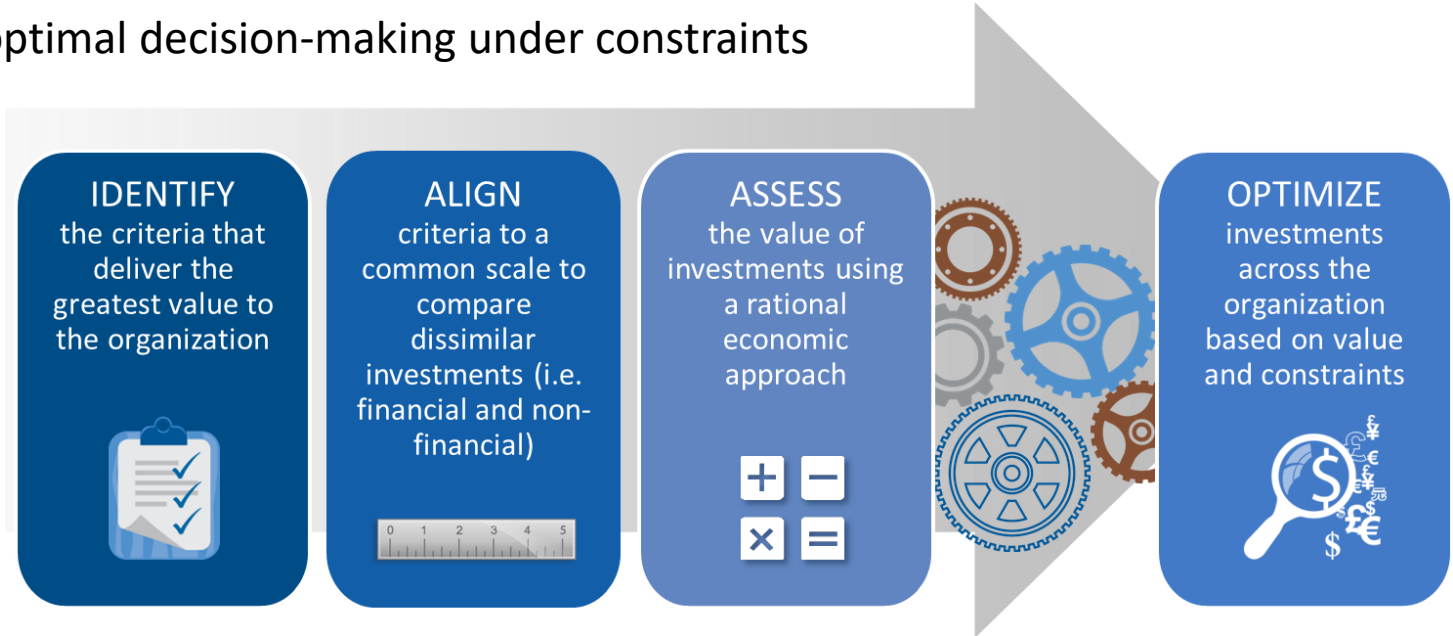 optimal decision-making under constraints
IDENTIFY
the criteria that
deliver the
greatest value to
the organization
ALIGN
criteria to a
common scale to
compare
dissimilar
investments (i.e.
financial and non-
financial)
0 1 2 3 4 5
ASSESS
the value of
investments using
a rational
economic
approach
+ −
× =
OPTIMIZE
investments
across the
organization
based on value
and constraints